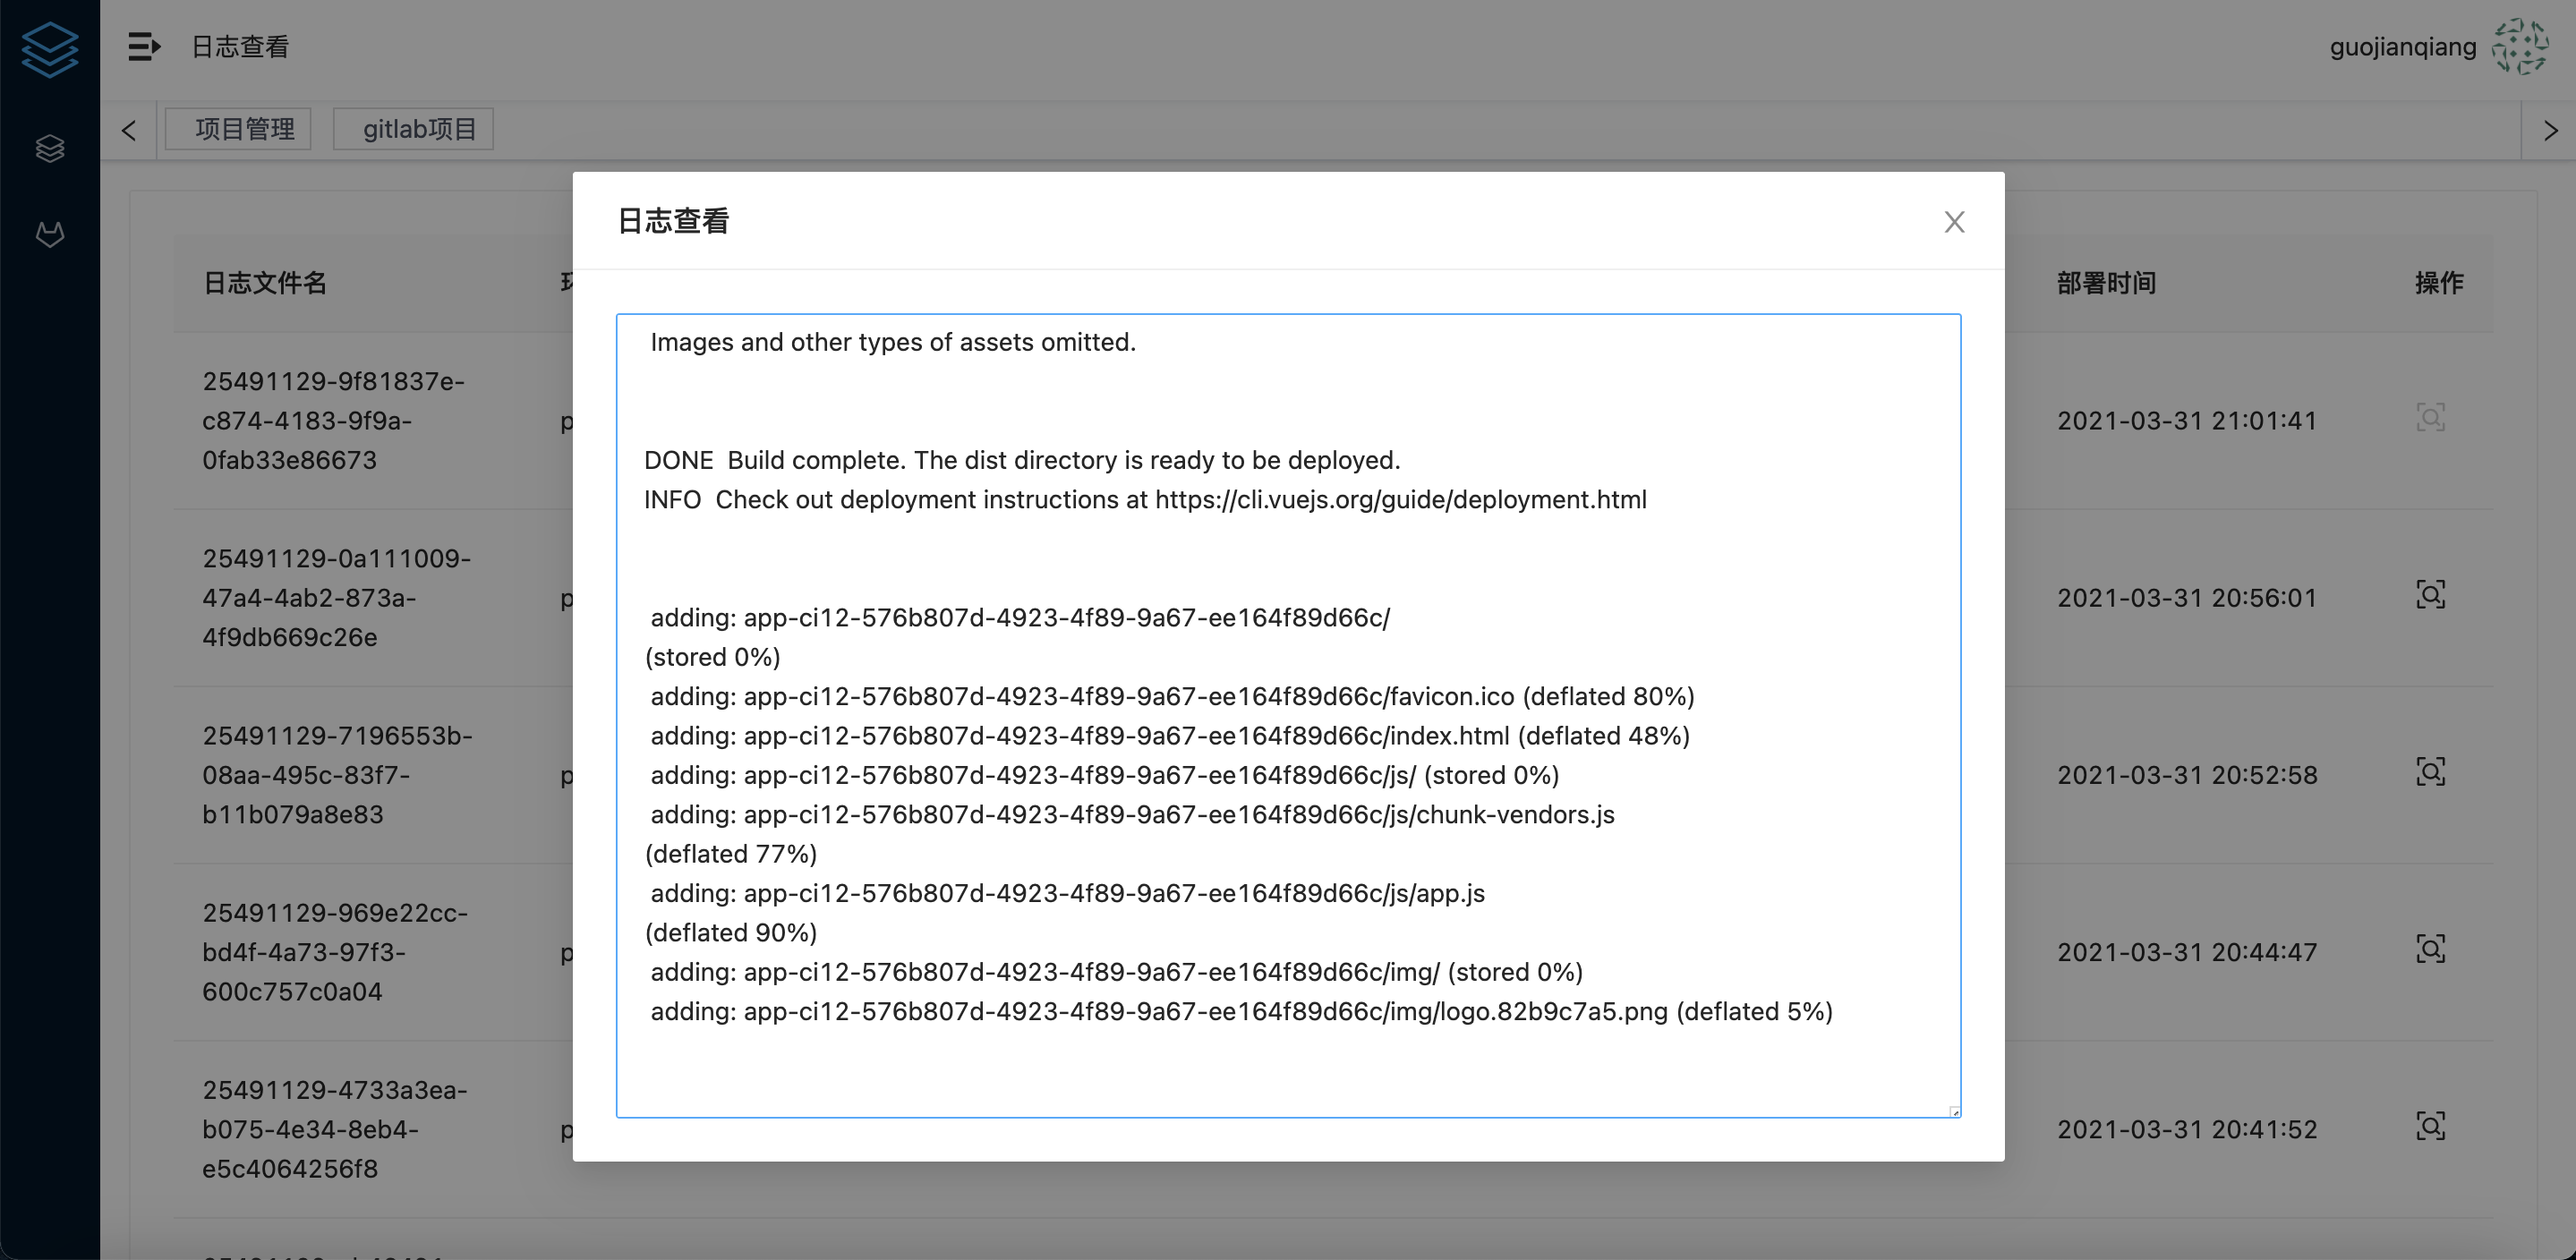 日志查看
guojianqiang
项目管理
gitlab项目
日志查看
日志文件名
部署时间
操作
Images and other types of assets omitted.
DONE  Build complete. The dist directory is ready to be deployed.
INFO  Check out deployment instructions at https://cli.vuejs.org/guide/deployment.html
adding: app-ci12-576b807d-4923-4f89-9a67-ee164f89d66c/
(stored 0%)
adding: app-ci12-576b807d-4923-4f89-9a67-ee164f89d66c/favicon.ico (deflated 80%)
adding: app-ci12-576b807d-4923-4f89-9a67-ee164f89d66c/index.html (deflated 48%)
adding: app-ci12-576b807d-4923-4f89-9a67-ee164f89d66c/js/ (stored 0%)
adding: app-ci12-576b807d-4923-4f89-9a67-ee164f89d66c/js/chunk-vendors.js
(deflated 77%)
adding: app-ci12-576b807d-4923-4f89-9a67-ee164f89d66c/js/app.js
(deflated 90%)
adding: app-ci12-576b807d-4923-4f89-9a67-ee164f89d66c/img/ (stored 0%)
adding: app-ci12-576b807d-4923-4f89-9a67-ee164f89d66c/img/logo.82b9c7a5.png (deflated 5%)
25491129-9f81837e-
c874-4183-9f9a-
0fab33e86673
p
2021-03-31 21:01:41
25491129-0a111009-
47a4-4ab2-873a-
4f9db669c26e
p
2021-03-31 20:56:01
25491129-7196553b-
08aa-495c-83f7-
b11b079a8e83
p
2021-03-31 20:52:58
25491129-969e22cc-
bd4f-4a73-97f3-
600c757c0a04
p
2021-03-31 20:44:47
25491129-4733a3ea-
b075-4e34-8eb4-
e5c4064256f8
p
2021-03-31 20:41:52